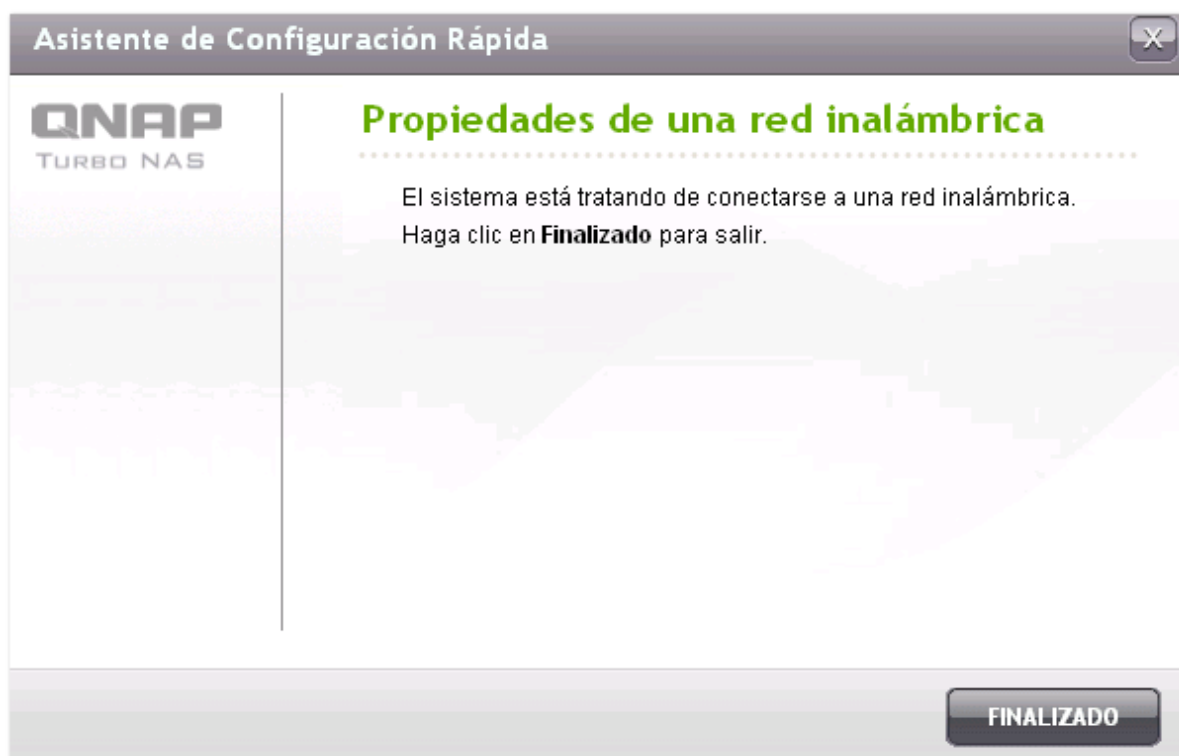 Asistente de Configuración Rápida
X
QNAP
TURBO NAS
Propiedades de una red inalámbrica
El sistema está tratando de conectarse a una red inalámbrica.
Haga clic en Finalizado para salir.
FINALIZADO